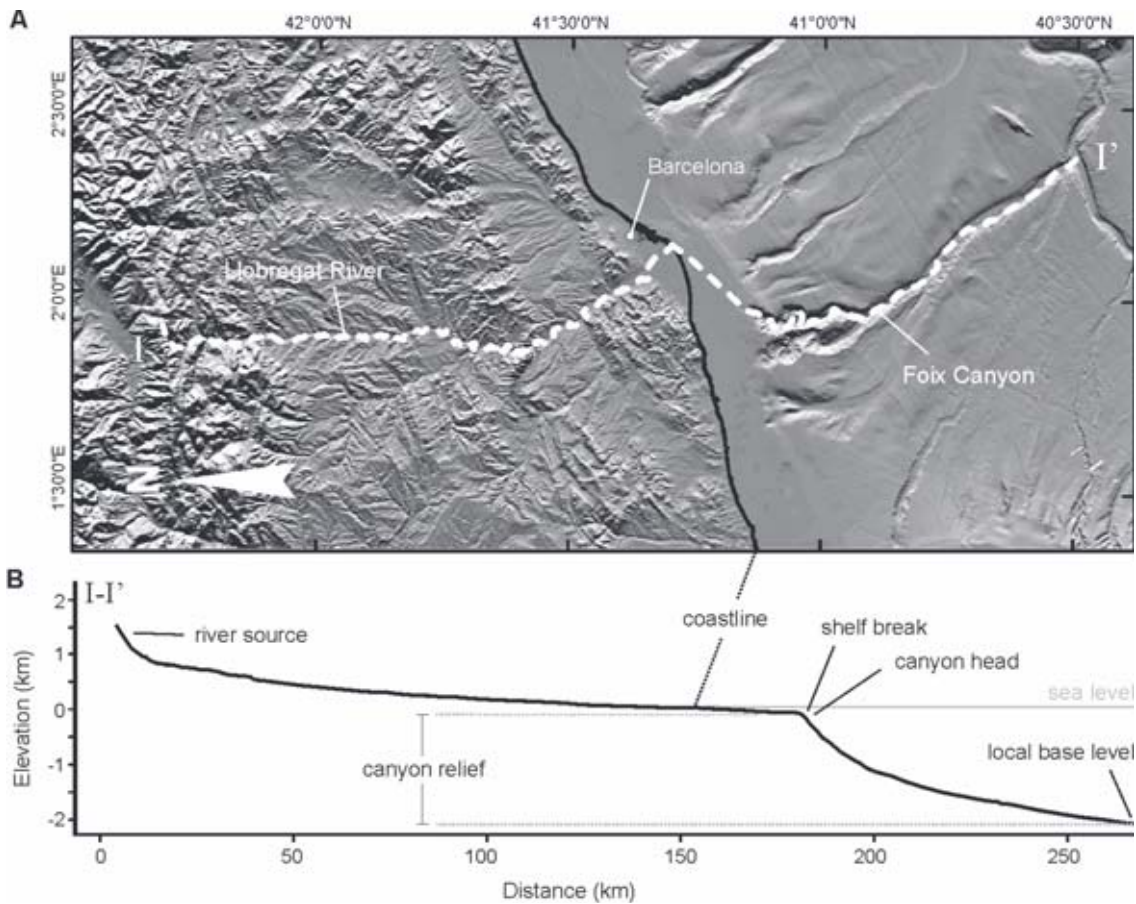 A
42°0'0"N
41°30'0"N
41°0'0"N
40°30'0"N
2°30'0"E
2°0'0"E
1°30'0"E
Barcelona
I'
Llobregat River
I
Foix Canyon
N
B
I-I'
coastline
shelf break
river source
canyon head
sea level
local base level
canyon relief
Elevation (km)
2
1
0
-1
-2
0
50
100
150
200
250
Distance (km)